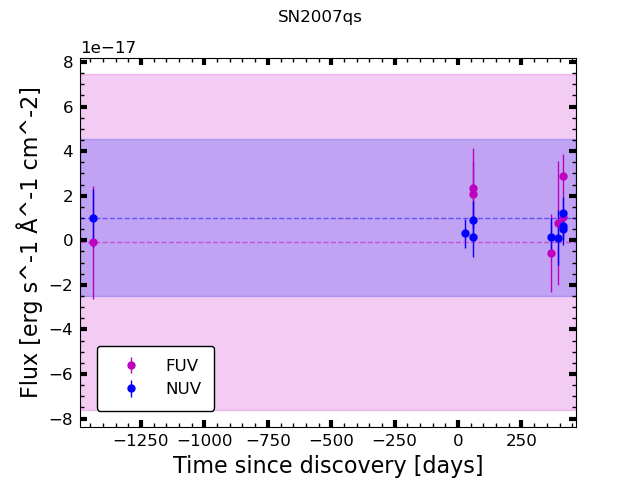 SN2007qs
1e−17
8
6
4
2
0
−2
−4
−6
−8
Flux [erg s^-1 Å^-1 cm^-2]
FUV
NUV
−1250 −1000 −750 −500 −250 0 250
Time since discovery [days]